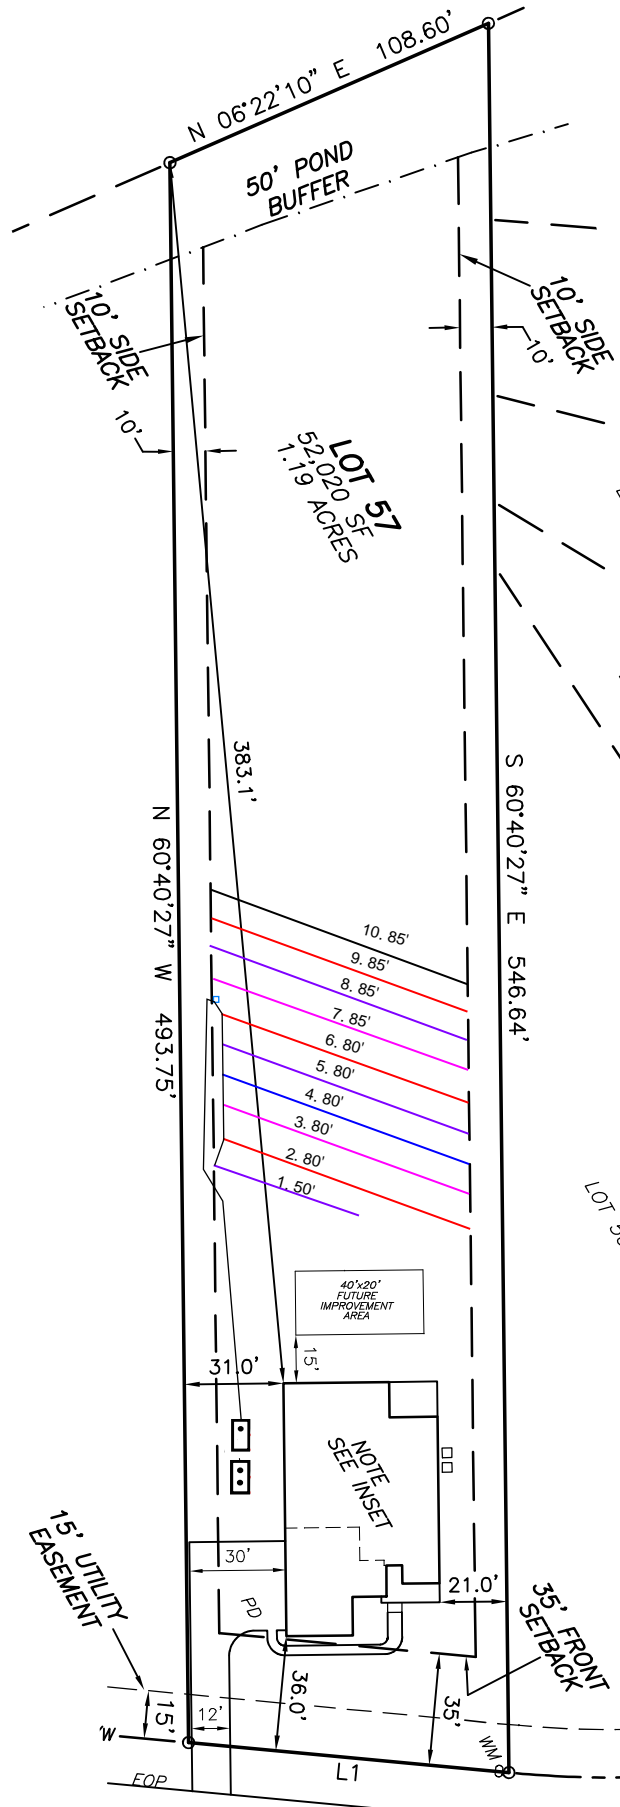 N 06°22'10" E 108.60'
50' POND
BUFFER
10' SIDE
SETBACK
10' SIDE
SETBACK
10'
10'
LOT 57
52,020 SF
1.19 ACRES
383.1'
N 60°40'27" W 493.75'
S 60°40'27" E 546.64'
10. 85'
9. 85'
8. 85'
7. 85'
6. 80'
5. 80'
4. 80'
3. 80'
2. 80'
1. 50'
LOT
40'x20'
FUTURE
IMPROVEMENT
AREA
15'
31.0'
NOTE
SEE INSET
15' UTILITY
EASEMENT
30'
21.0'
35' FRONT
SETBACK
PD
36.0'
35'
15'
12'
'W
WM
L1
EOP